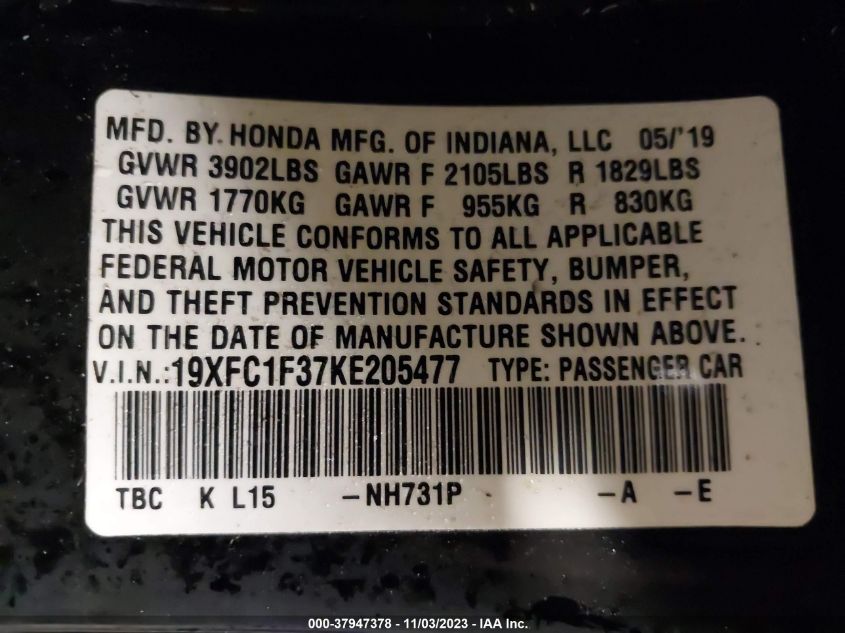 MFD. BY HONDA MFG. OF INDIANA, LLC 05/'19
GVWR 3902LBS GAWR F 2105LBS R 1829LBS
GVWR 1770KG GAWR F 955KG R 830KG
THIS VEHICLE CONFORMS TO ALL APPLICABLE
FEDERAL MOTOR VEHICLE SAFETY, BUMPER,
AND THEFT PREVENTION STANDARDS IN EFFECT
ON THE DATE OF MANUFACTURE SHOWN ABOVE.
V.I.N.:19XFC1F37KE205477 TYPE: PASSENGER CAR
TBC K L15 -NH731P -A -E
000-37947378 - 11/03/2023 - IAA Inc.